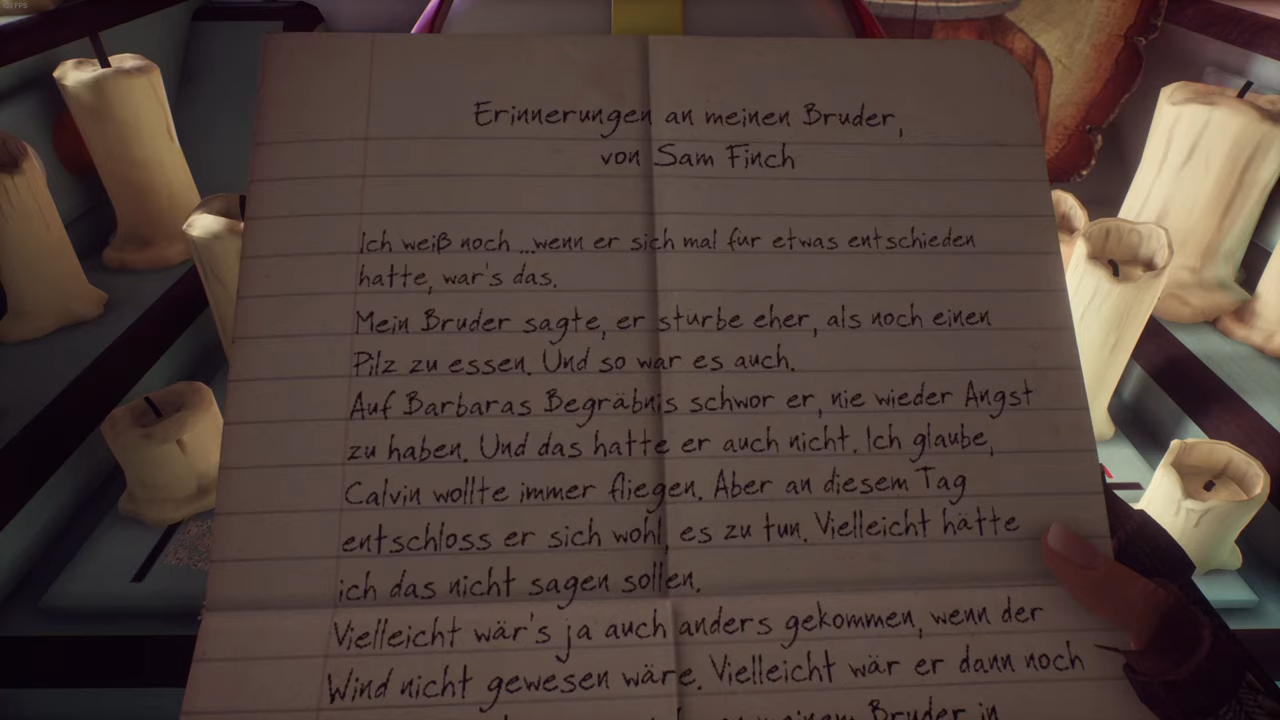 Erinnerungen an meinen Bruder,
von Sam Finch
Ich weiß noch ...wenn er sich mal fur etwas entschieden
hatte, war's das.
Mein Bruder sagte, er sturbe eher, als noch einen
Pilz zu essen. Und so war es auch.
Auf Barbaras Begräbnis schwor er, nie wieder Angst
zu haben. Und das hatte er auch nicht. Ich glaube,
Calvin wollte immer fliegen. Aber an diesem Tag
entschloss er sich wohl, es zu tun. Vielleicht hätte
ich das nicht sagen sollen.
Vielleicht wär's ja auch anders gekommen, wenn der
Wind nicht gewesen wäre. Vielleicht wär er dann noch
meinem Bruder in